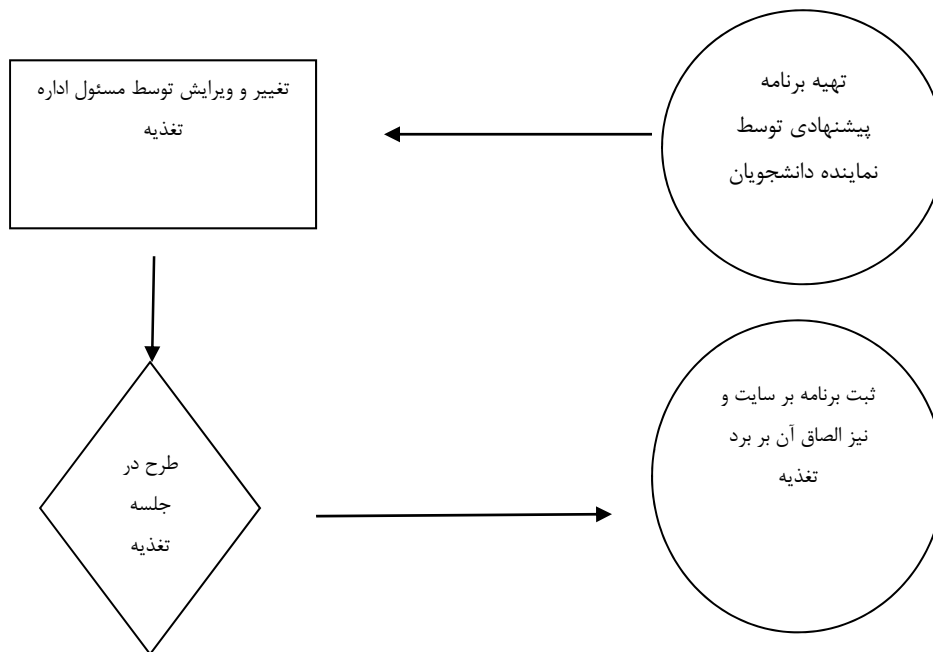 تهیه برنامه
پیشنهادی توسط
نماینده دانشجویان
تغییر و ویرایش توسط مسئول اداره
تغذیه
طرح در
جلسه
تغذیه
ثبت برنامه بر سایت و
نیز الصاق آن بر برد
تغذیه